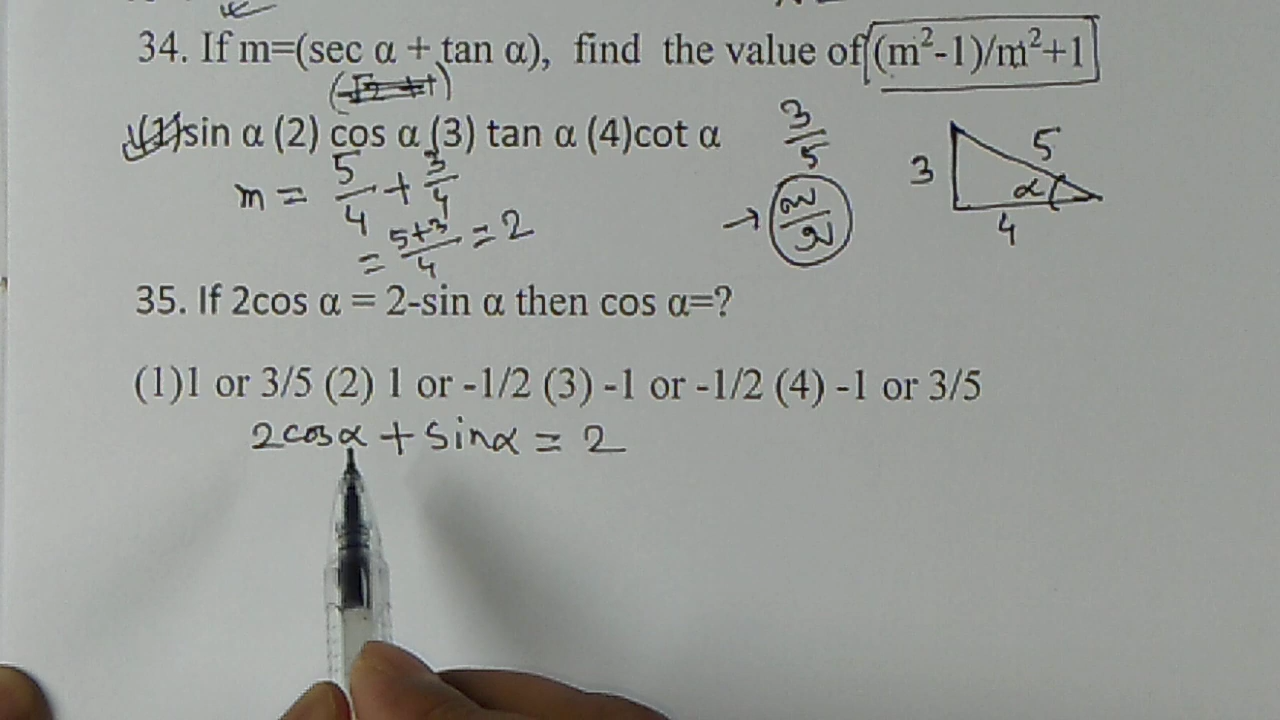 34. If m=(sec α + tan α), find the value of (m²-1)/m²+1
(1)sin α (2) cos α (3) tan α (4)cot α
3/5
3
5
α
4
m = 5/4 + 3/4
= 5+3/4 = 2
→
35. If 2cos α = 2-sin α then cos α=?
(1)1 or 3/5 (2) 1 or -1/2 (3) -1 or -1/2 (4) -1 or 3/5
2cosα + sinα = 2